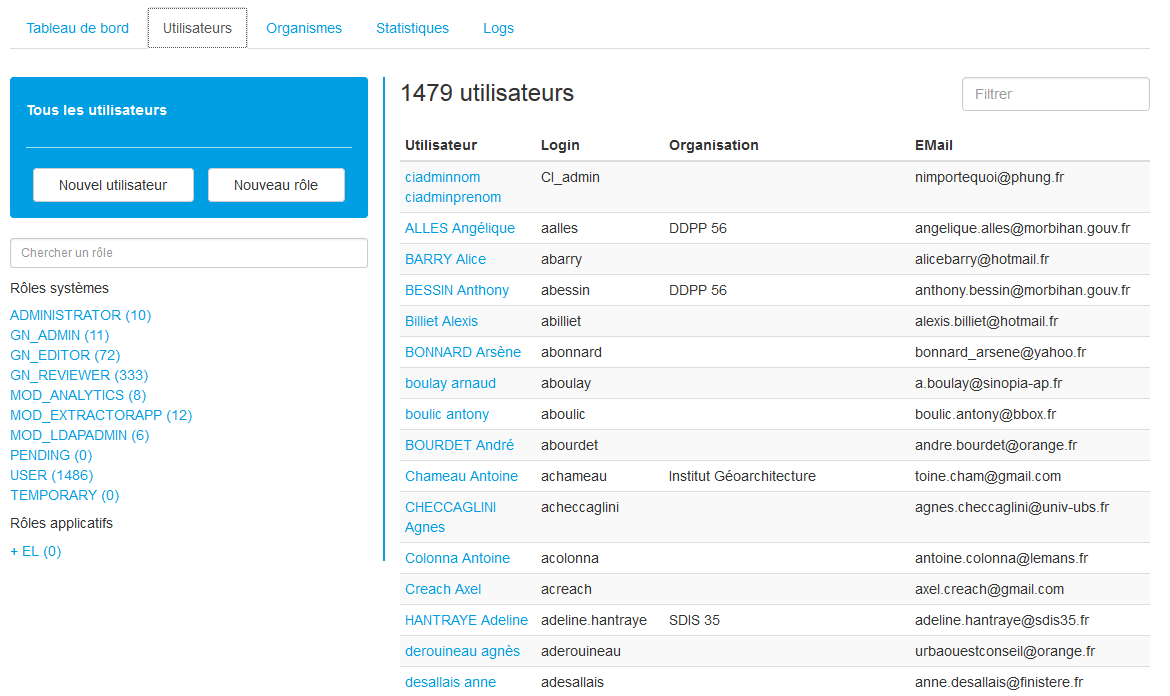 Tableau de bord Utilisateurs Organismes Statistiques Logs
Tous les utilisateurs
Nouvel utilisateur Nouveau rôle
Chercher un rôle
Rôles systèmes
ADMINISTRATOR (10)
GN_ADMIN (11)
GN_EDITOR (72)
GN_REVIEWER (333)
MOD_ANALYTICS (8)
MOD_EXTRACTORAPP (12)
MOD_LDAPADMIN (6)
PENDING (0)
USER (1486)
TEMPORARY (0)
Rôles applicatifs
+ EL (0)
1479 utilisateurs Filtrer
Utilisateur Login Organisation EMail
ciadminnom CI_admin nimportequoi@phung.fr
ciadminprenom
ALLES Angélique aalles DDPP 56 angelique.alles@morbihan.gouv.fr
BARRY Alice abarry alicebarry@hotmail.fr
BESSIN Anthony abessin DDPP 56 anthony.bessin@morbihan.gouv.fr
Billiet Alexis abilliet alexis.billiet@hotmail.fr
BONNARD Arsène abonnard bonnard_arsene@yahoo.fr
boulay arnaud aboulay a.boulay@sinopia-ap.fr
boulic antony aboulic boulic.antony@bbox.fr
BOURDET André abourdet andre.bourdet@orange.fr
Chameau Antoine achameau Institut Géoarchitecture toine.cham@gmail.com
CHECCAGLINI acheccaglini agnes.checcaglini@univ-ubs.fr
Agnes
Colonna Antoine acolonna antoine.colonna@lemans.fr
Creach Axel acreach axel.creach@gmail.com
HANTRAYE Adeline adeline.hantraye SDIS 35 adeline.hantraye@sdis35.fr
derouineau agnès aderouineau urbaouestconseil@orange.fr
desallais anne adesallais anne.desallais@finistere.fr